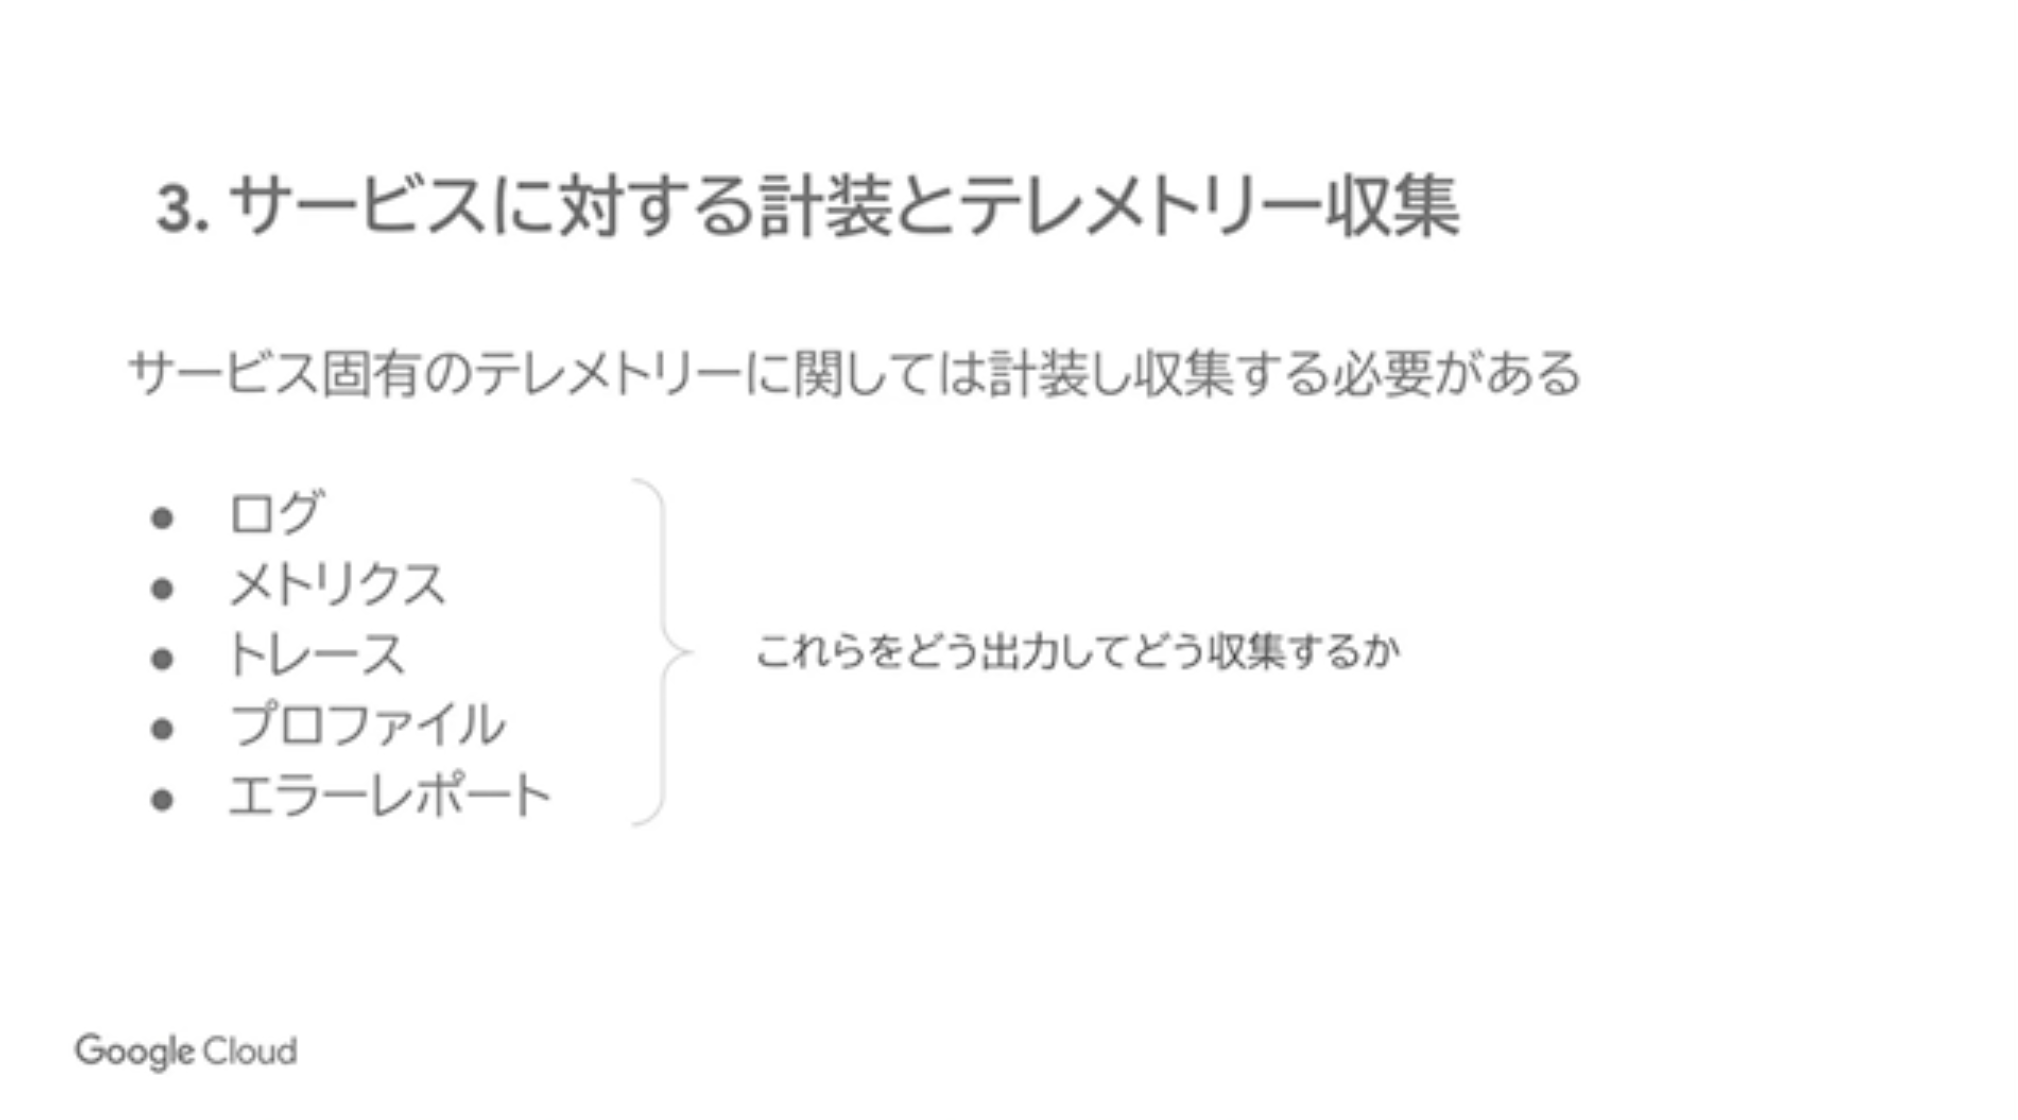 3. サービスに対する計装とテレメトリー収集
サービス固有のテレメトリーに関しては計装し収集する必要がある
● ログ
● メトリクス
● トレース
● プロファイル
● エラーレポート
これらをどう出力してどう収集するか
Google Cloud